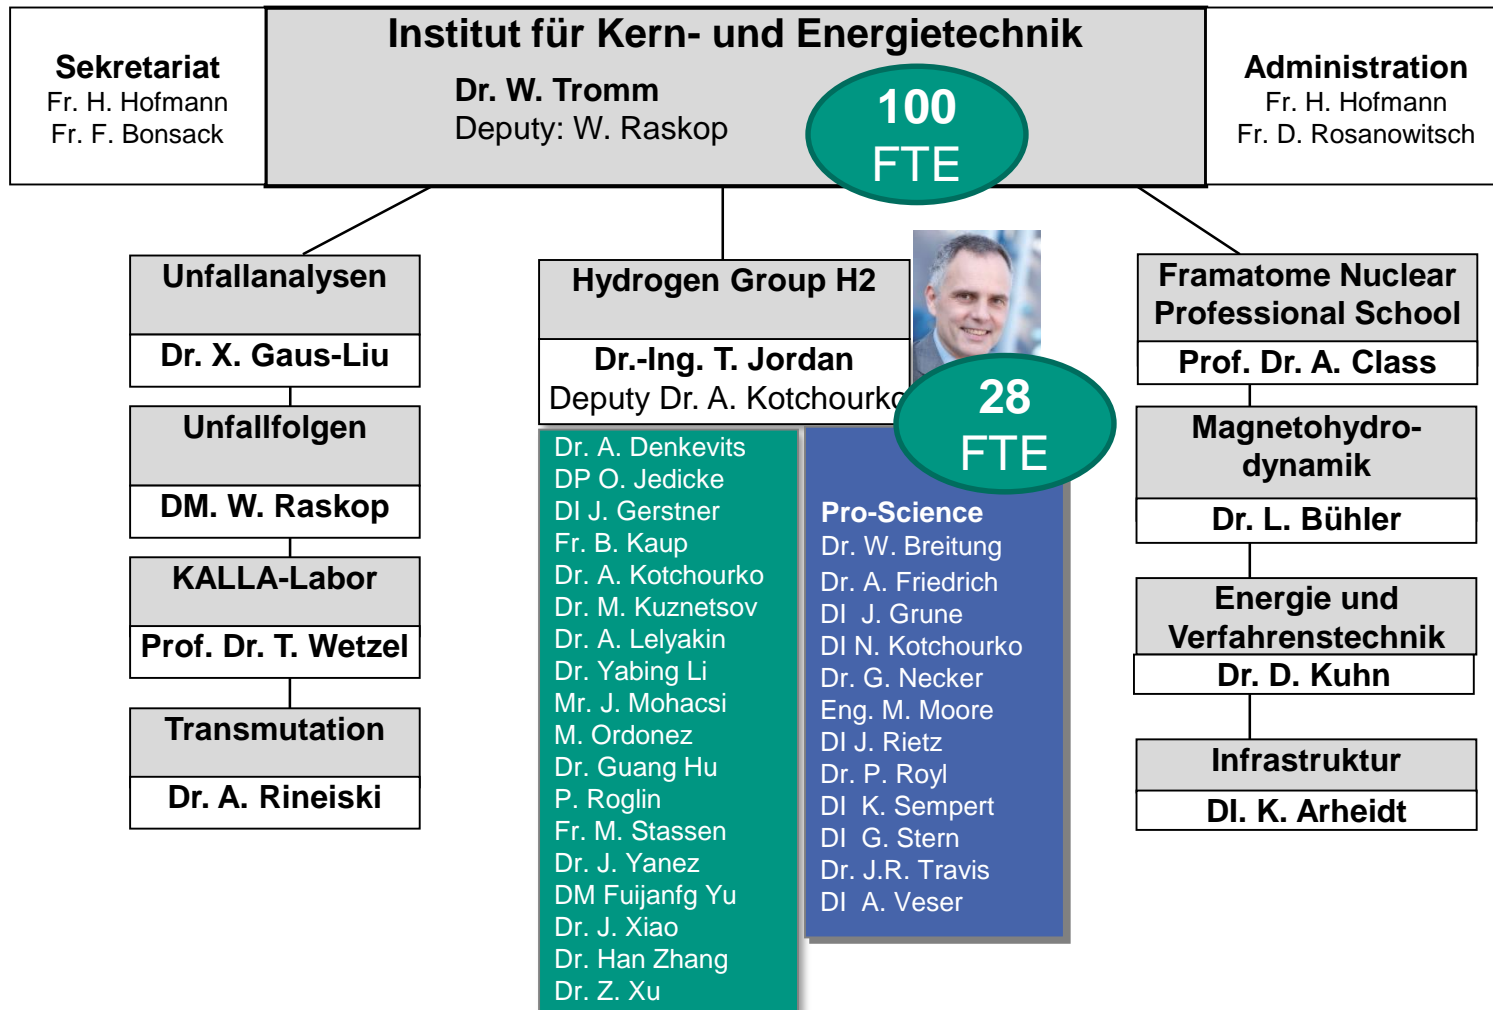 Institut für Kern- und Energietechnik
Dr. W. Tromm
Deputy: W. Raskop
100
FTE
Sekretariat
Fr. H. Hofmann
Fr. F. Bonsack
Administration
Fr. H. Hofmann
Fr. D. Rosanowitsch
Unfallanalysen
Dr. X. Gaus-Liu
Unfallfolgen
DM. W. Raskop
KALLA-Labor
Prof. Dr. T. Wetzel
Transmutation
Dr. A. Rineiski
Hydrogen Group H2
Dr.-Ing. T. Jordan
Deputy Dr. A. Kotchourko
28
FTE
Dr. A. Denkevits
DP O. Jedicke
DI J. Gerstner
Fr. B. Kaup
Dr. A. Kotchourko
Dr. M. Kuznetsov
Dr. A. Lelyakin
Dr. Yabing Li
Mr. J. Mohacsi
M. Ordonez
Dr. Guang Hu
P. Roglin
Fr. M. Stassen
Dr. J. Yanez
DM Fuijanfg Yu
Dr. J. Xiao
Dr. Han Zhang
Dr. Z. Xu
Pro-Science
Dr. W. Breitung
Dr. A. Friedrich
DI J. Grune
DI N. Kotchourko
Dr. G. Necker
Eng. M. Moore
DI J. Rietz
Dr. P. Royl
DI K. Sempert
DI G. Stern
Dr. J.R. Travis
DI A. Veser
Framatome Nuclear
Professional School
Prof. Dr. A. Class
Magnetohydro-
dynamik
Dr. L. Bühler
Energie und
Verfahrenstechnik
Dr. D. Kuhn
Infrastruktur
DI. K. Arheidt